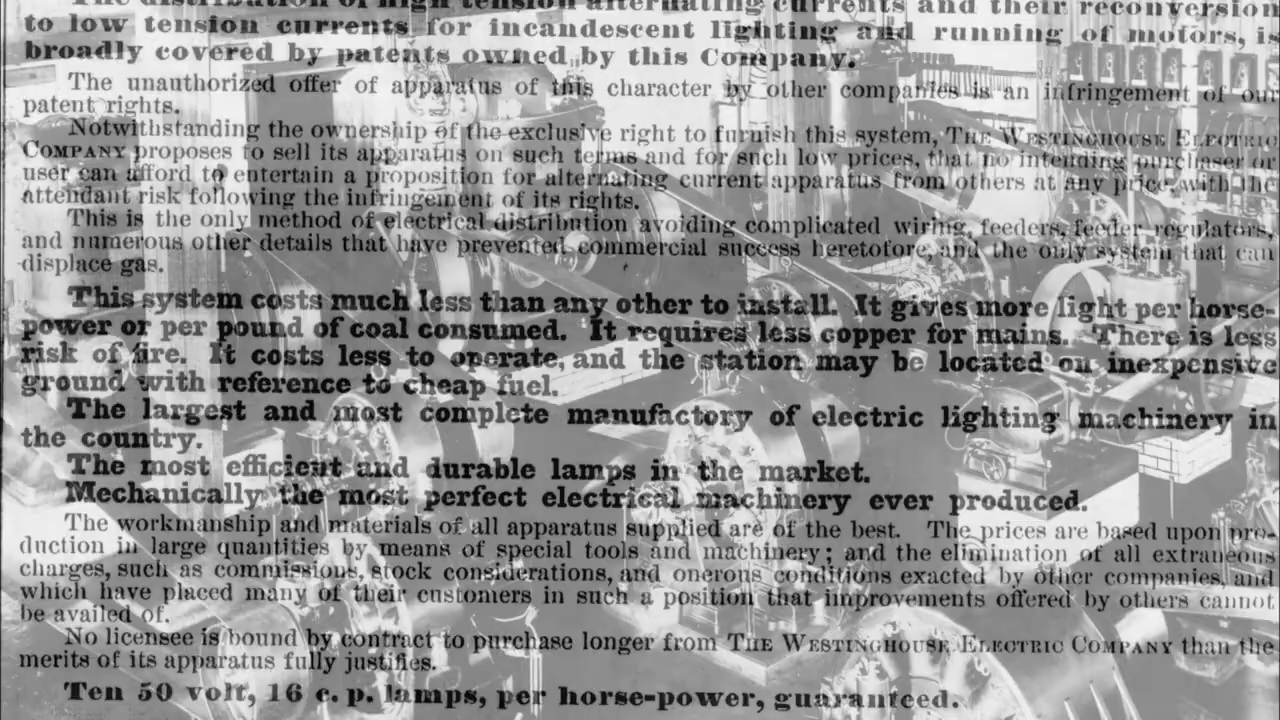 The distribution of high tension alternating currents and their reconversion
to low tension currents for incandescent lighting and running of motors, is
broadly covered by patents owned by this Company.
The unauthorized offer of apparatus of this character by other companies is an infringement of our
patent rights.
Notwithstanding the ownership of the exclusive right to furnish this system, THE WESTINGHOUSE ELECTRIC
COMPANY proposes to sell its apparatus on such terms and for such low prices, that no intending purchaser or
user can afford to entertain a proposition for alternating current apparatus from others at any price with the
attendant risk following the infringement of its rights.
This is the only method of electrical distribution avoiding complicated wiring, feeders, feeder regulators,
and numerous other details that have prevented commercial success heretofore, and the only system that can
displace gas.
This system costs much less than any other to install. It gives more light per horse-
power or per pound of coal consumed. It requires less copper for mains. There is less
risk of fire. It costs less to operate, and the station may be located on inexpensive
ground with reference to cheap fuel.
The largest and most complete manufactory of electric lighting machinery in
the country.
The most efficient and durable lamps in the market.
Mechanically the most perfect electrical machinery ever produced.
The workmanship and materials of all apparatus supplied are of the best. The prices are based upon pro-
duction in large quantities by means of special tools and machinery; and the elimination of all extraneous
charges, such as commissions, stock considerations, and onerous conditions exacted by other companies, and
which have placed many of their customers in such a position that improvements offered by others cannot
be availed of.
No licensee is bound by contract to purchase longer from THE WESTINGHOUSE ELECTRIC COMPANY than the
merits of its apparatus fully justifies.
Ten 50 volt, 16 c. p. lamps, per horse-power, guaranteed.